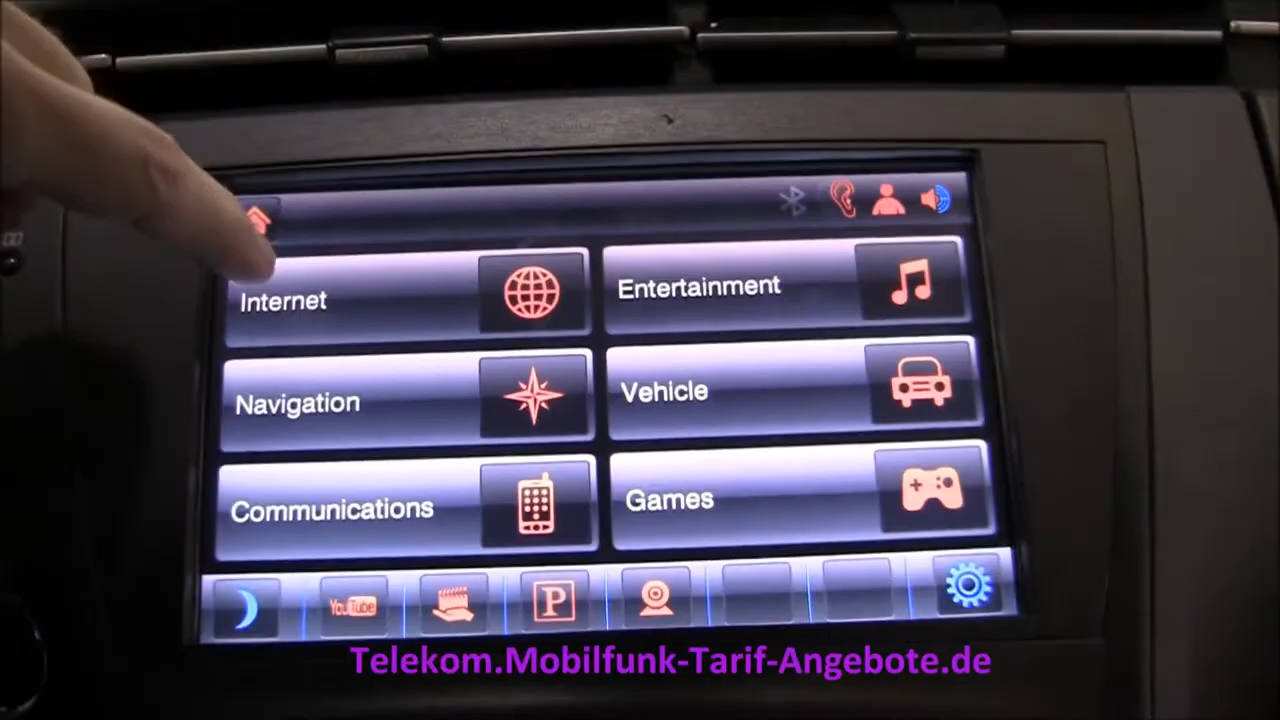 Internet
Entertainment
Navigation
Vehicle
Communications
Games
YouTube
P
Telekom.Mobilfunk-Tarif-Angebote.de